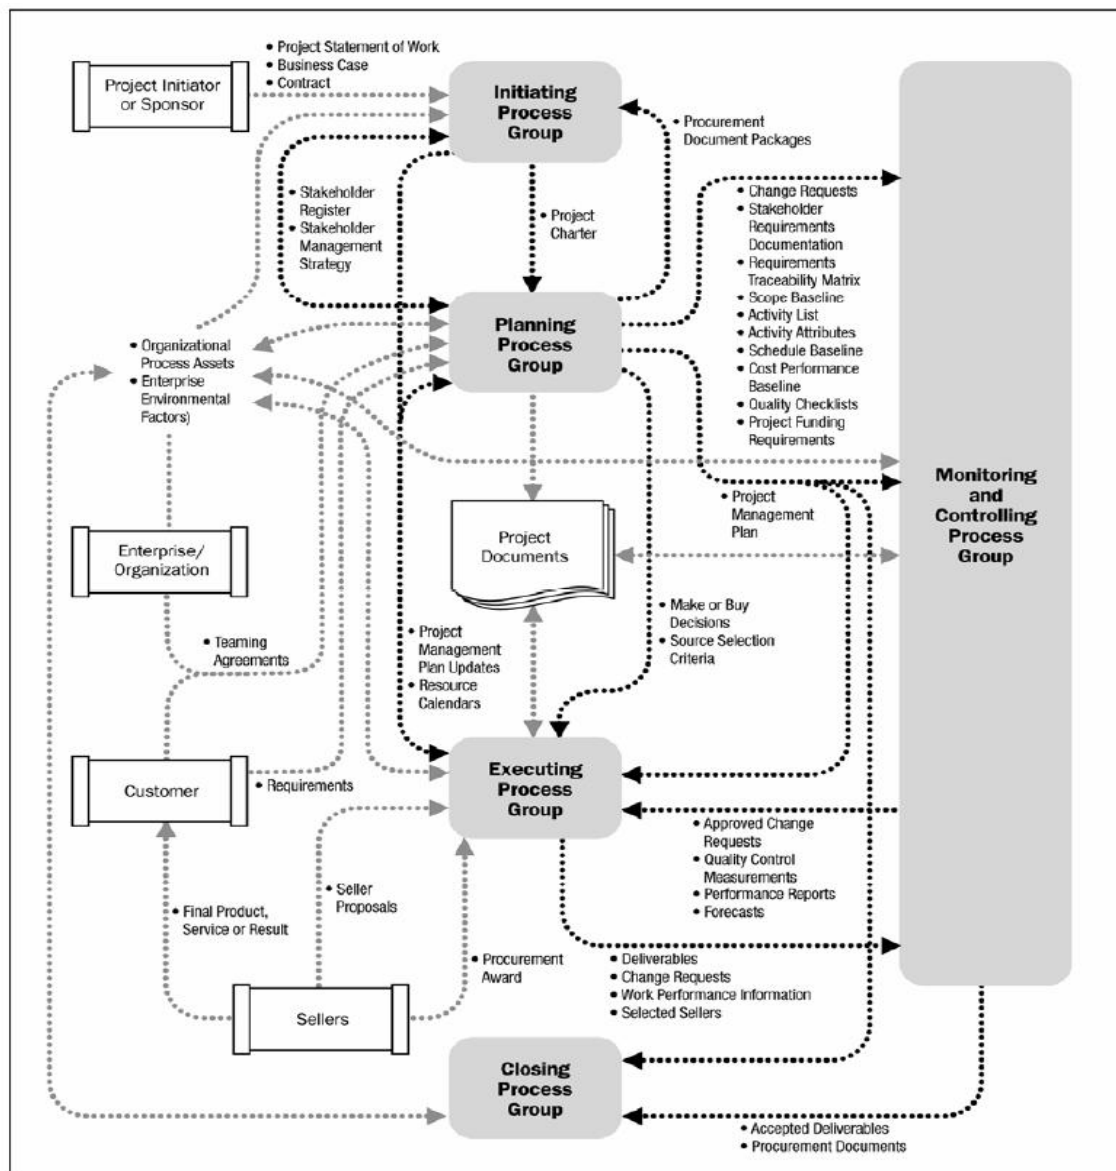 • Project Statement of Work
• Business Case
• Contract
Project Initiator
or Sponsor
Initiating
Process
Group
• Procurement
Document Packages
• Stakeholder
Register
• Stakeholder
Management
Strategy
• Project
Charter
• Change Requests
• Stakeholder
Requirements
Documentation
• Requirements
Traceability Matrix
• Scope Baseline
• Activity List
• Activity Attributes
• Schedule Baseline
• Cost Performance
Baseline
• Quality Checklists
• Project Funding
Requirements
Planning
Process
Group
• Organizational
Process Assets
• Enterprise
Environmental
Factors)
Monitoring
and
Controlling
Process
Group
• Project
Management
Plan
Enterprise/
Organization
Project
Documents
• Teaming
Agreements
• Project
Management
Plan Updates
• Resource
Calendars
• Make or Buy
Decisions
• Source Selection
Criteria
Customer
• Requirements
Executing
Process
Group
• Approved Change
Requests
• Quality Control
Measurements
• Performance Reports
• Forecasts
• Final Product,
Service or Result
• Seller
Proposals
• Procurement
Award
• Deliverables
• Change Requests
• Work Performance Information
• Selected Sellers
Sellers
Closing
Process
Group
• Accepted Deliverables
• Procurement Documents